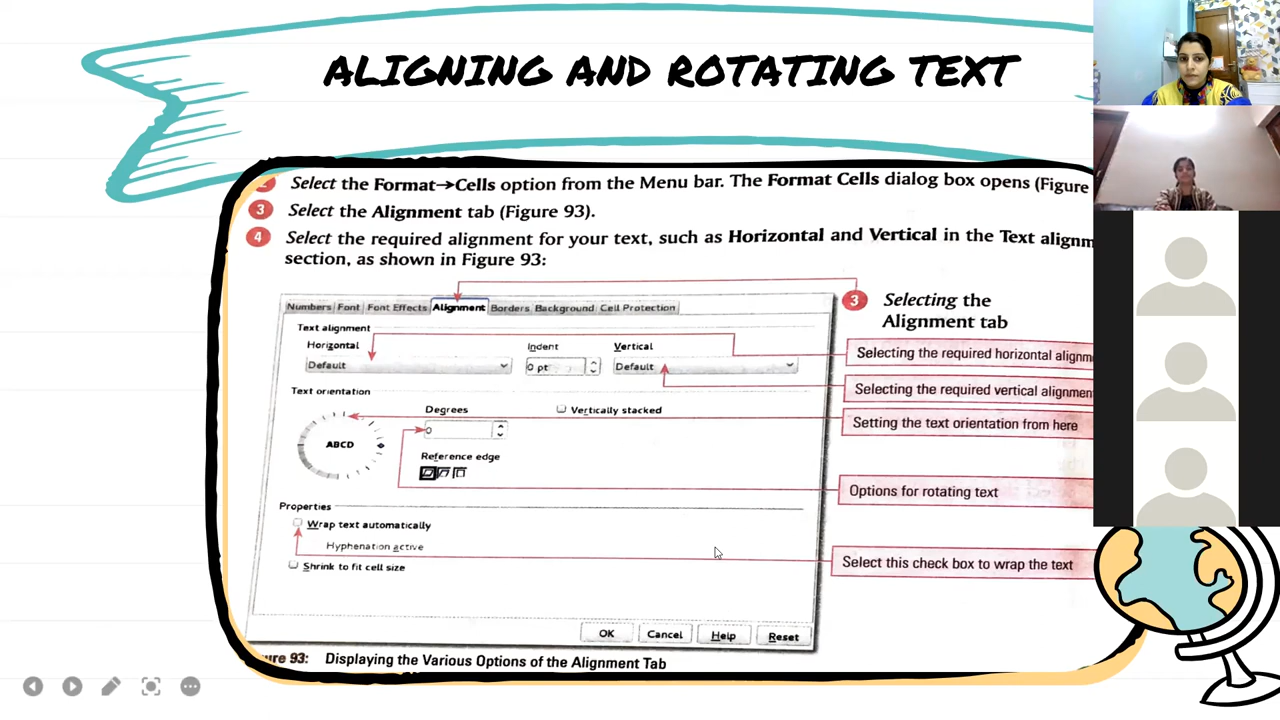 ALIGNING AND ROTATING TEXT
2 Select the Format→Cells option from the Menu bar. The Format Cells dialog box opens (Figure
3 Select the Alignment tab (Figure 93).
4 Select the required alignment for your text, such as Horizontal and Vertical in the Text alignm
section, as shown in Figure 93:
Numbers Font Font Effects Alignment Borders Background Cell Protection
3 Selecting the
Alignment tab
Text alignment
Horizontal Indent Vertical
Default 0 pt Default
Selecting the required horizontal alignm
Selecting the required vertical alignmen
Text orientation
Degrees Vertically stacked
Setting the text orientation from here
ABCD 0
Reference edge
Options for rotating text
Properties
Wrap text automatically
Hyphenation active
Select this check box to wrap the text
Shrink to fit cell size
OK Cancel Help Reset
ure 93: Displaying the Various Options of the Alignment Tab